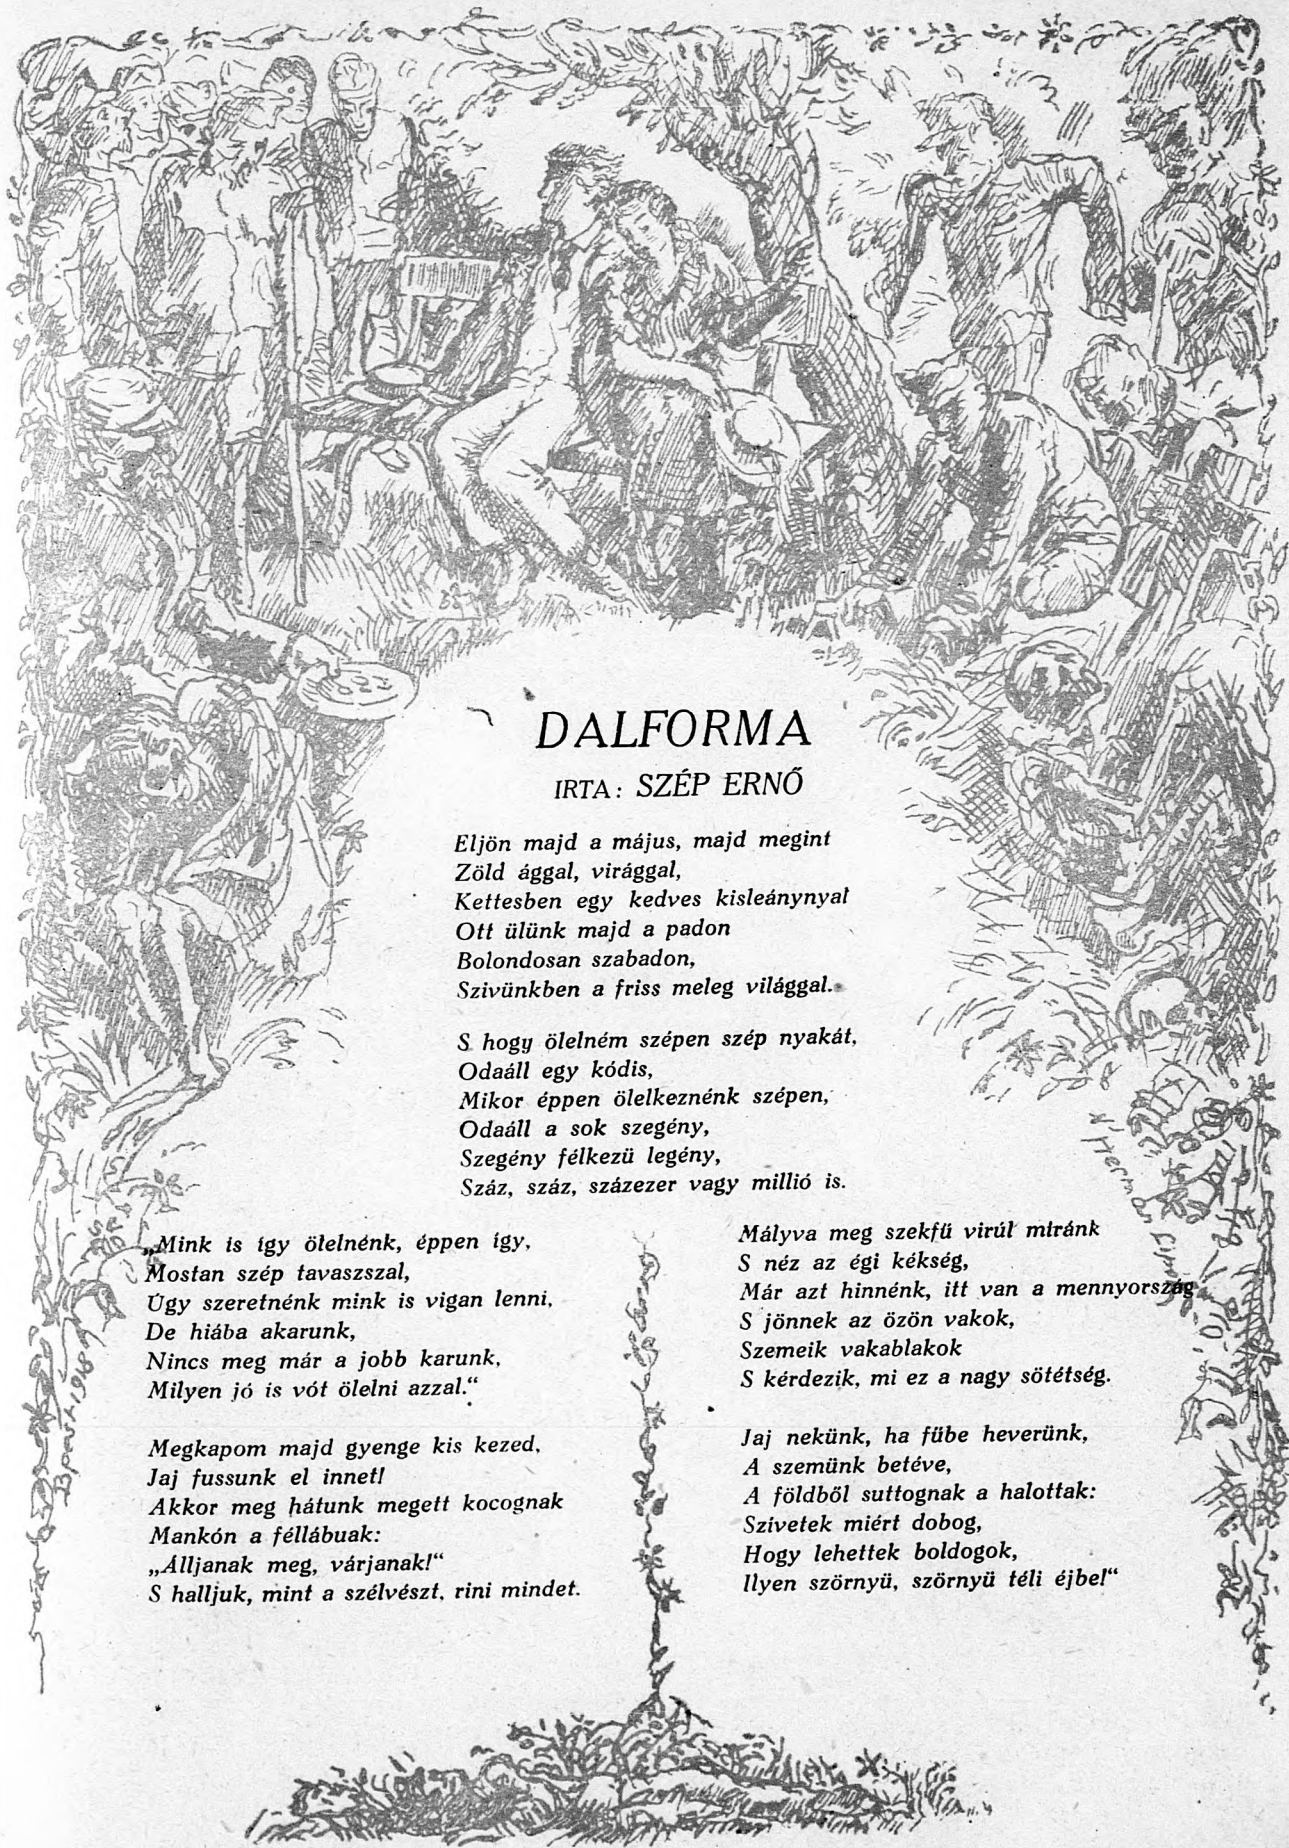 DALFORMA
IRTA: SZÉP ERNŐ
Eljön majd a május, majd megint
Zöld ággal, virággal,
Kettesben egy kedves kisleánynyal
Ott ülünk majd a padon
Bolondosan szabadon,
Szivünkben a friss meleg világgal.
S hogy ölelném szépen szép nyakát,
Odaáll egy kódis,
Mikor éppen ölelkeznénk szépen,
Odaáll a sok szegény,
Szegény félkezü legény,
Száz, száz, százezer vagy millió is.
„Mink is így ölelnénk, éppen így,
Mostan szép tavaszszal,
Úgy szeretnénk mink is vigan lenni,
De hiába akarunk,
Nincs meg már a jobb karunk,
Milyen jó is vót ölelni azzal.“
Megkapom majd gyenge kis kezed,
Jaj fussunk el innet!
Akkor meg hátunk megett kocognak
Mankón a féllábuak:
„Álljanak meg, várjanak!“
S halljuk, mint a szélvészt, rini mindet.
Mályva meg szekfű virúl miránk
S néz az égi kékség,
Már azt hinnénk, itt van a mennyország
S jönnek az özön vakok,
Szemeik vakablakok
S kérdezik, mi ez a nagy sötétség.
Jaj nekünk, ha fűbe heverünk,
A szemünk betéve,
A földből suttognak a halottak:
Szivetek miért dobog,
Hogy lehettek boldogok,
Ilyen szörnyü, szörnyü téli éjbe!“
Bpest 1918